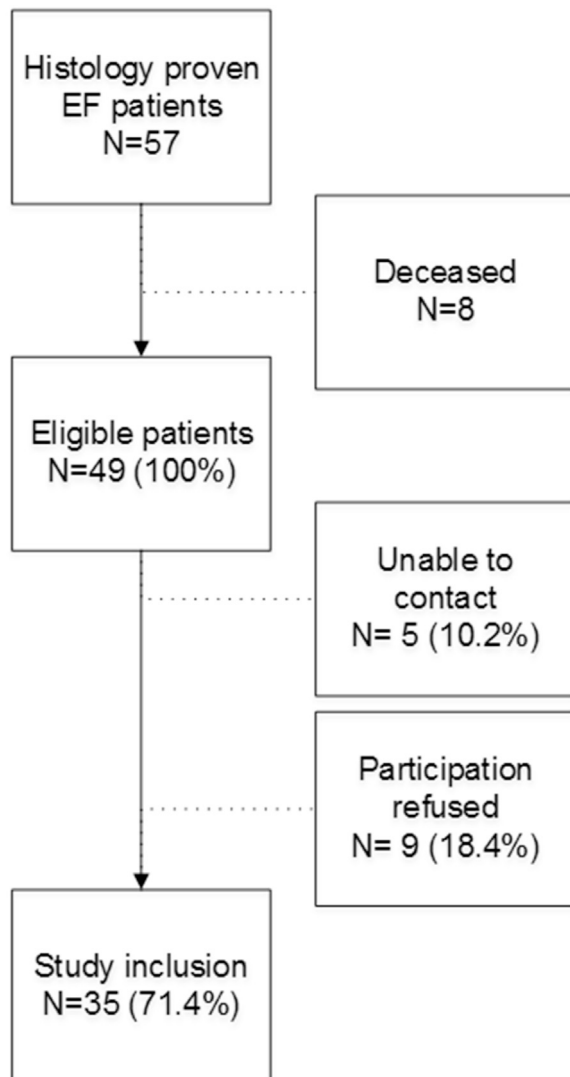 Histology proven
EF patients
N=57
Deceased
N=8
Eligible patients
N=49 (100%)
Unable to
contact
N= 5 (10.2%)
Participation
refused
N= 9 (18.4%)
Study inclusion
N=35 (71.4%)